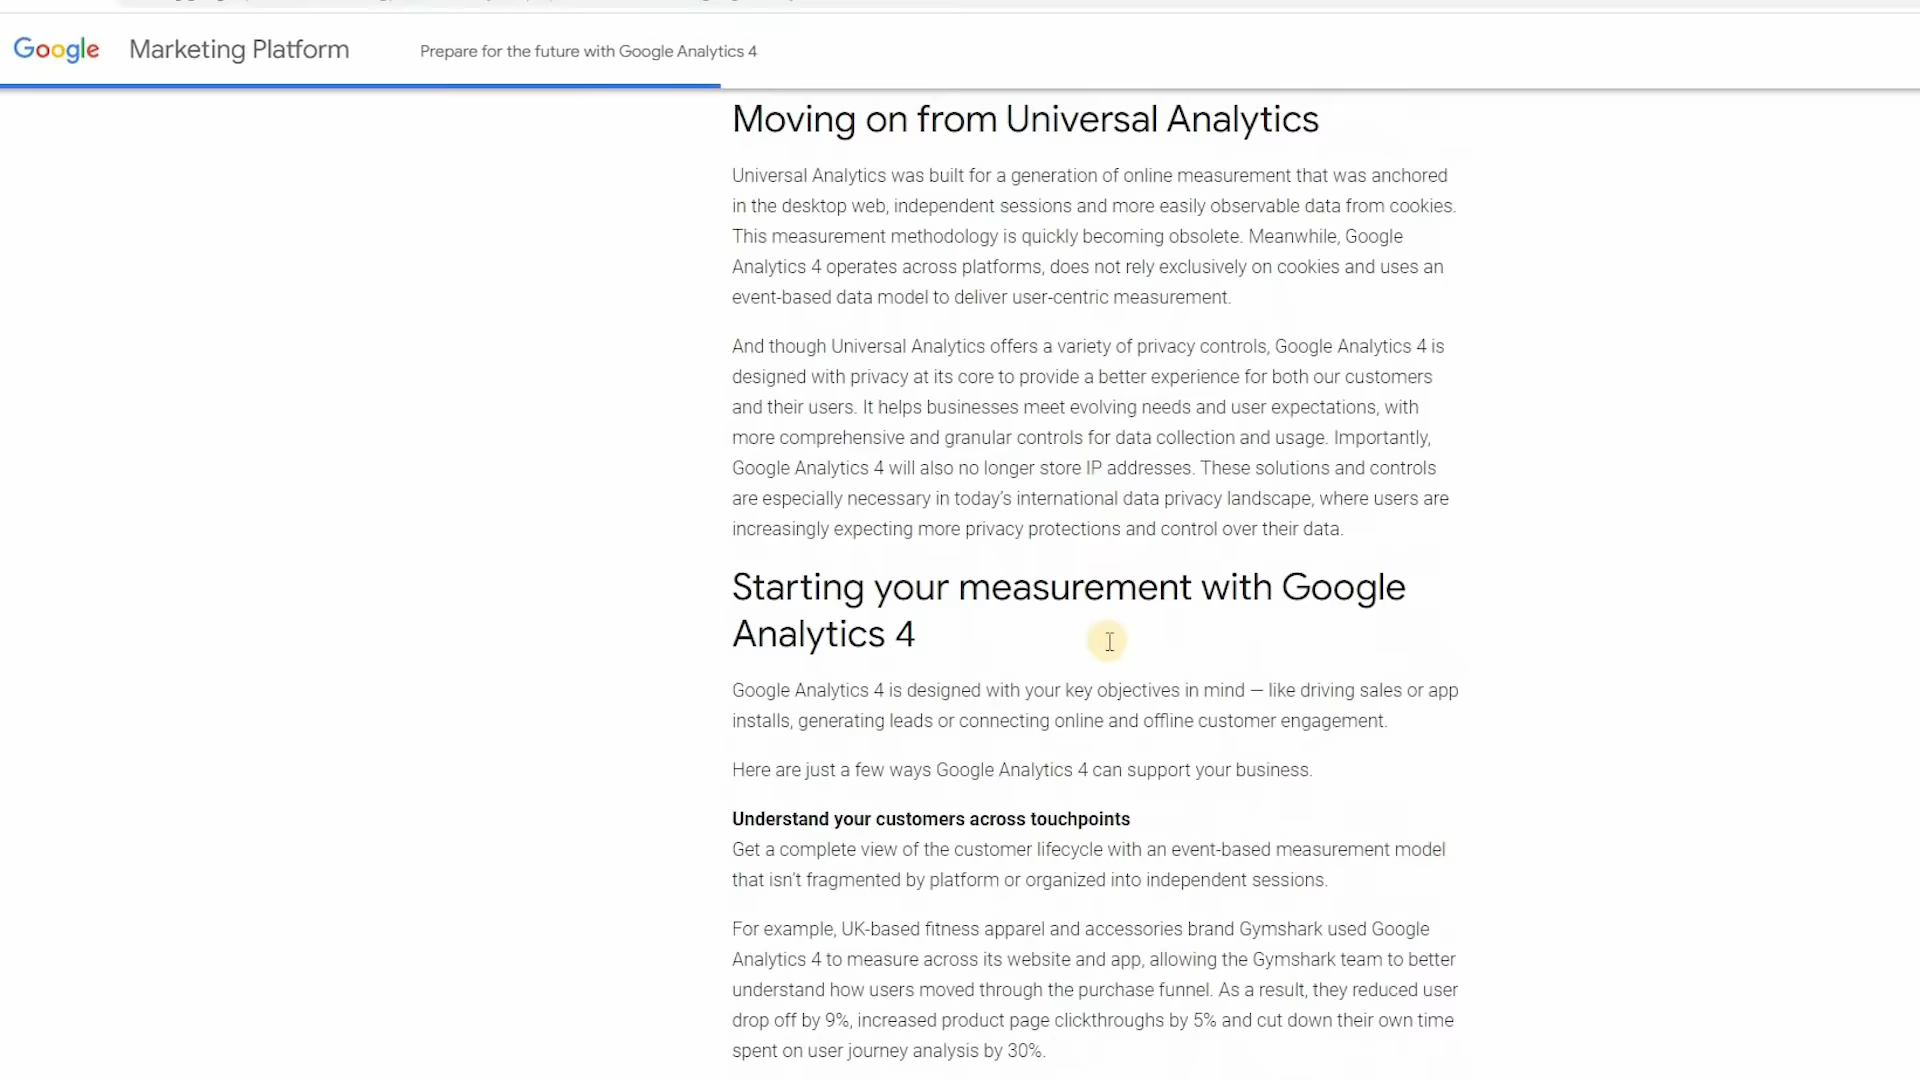 Google Marketing Platform Prepare for the future with Google Analytics 4
Moving on from Universal Analytics
Universal Analytics was built for a generation of online measurement that was anchored
in the desktop web, independent sessions and more easily observable data from cookies.
This measurement methodology is quickly becoming obsolete. Meanwhile, Google
Analytics 4 operates across platforms, does not rely exclusively on cookies and uses an
event-based data model to deliver user-centric measurement.
And though Universal Analytics offers a variety of privacy controls, Google Analytics 4 is
designed with privacy at its core to provide a better experience for both our customers
and their users. It helps businesses meet evolving needs and user expectations, with
more comprehensive and granular controls for data collection and usage. Importantly,
Google Analytics 4 will also no longer store IP addresses. These solutions and controls
are especially necessary in today's international data privacy landscape, where users are
increasingly expecting more privacy protections and control over their data.
Starting your measurement with Google
Analytics 4
Google Analytics 4 is designed with your key objectives in mind — like driving sales or app
installs, generating leads or connecting online and offline customer engagement.
Here are just a few ways Google Analytics 4 can support your business.
Understand your customers across touchpoints
Get a complete view of the customer lifecycle with an event-based measurement model
that isn't fragmented by platform or organized into independent sessions.
For example, UK-based fitness apparel and accessories brand Gymshark used Google
Analytics 4 to measure across its website and app, allowing the Gymshark team to better
understand how users moved through the purchase funnel. As a result, they reduced user
drop off by 9%, increased product page clickthroughs by 5% and cut down their own time
spent on user journey analysis by 30%.